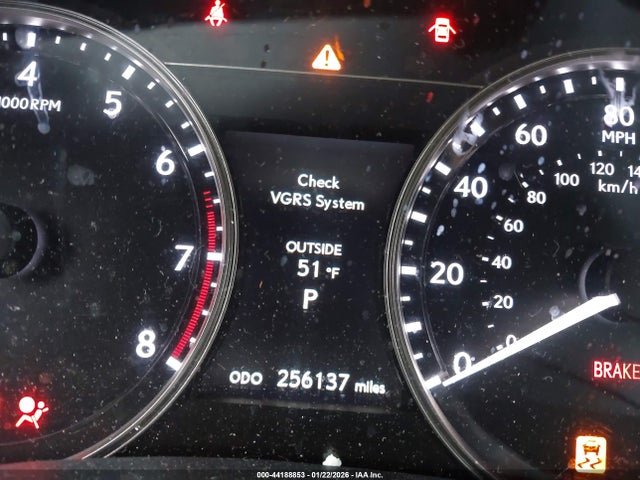 4
1000RPM
5
6
7
8
Check
VGRS System
OUTSIDE
51 °F
P
ODO 256137 miles
80
MPH
60
40
20
0
120
100
80
60
40
20
0
km/h
BRAKE
000-44188853 - 01/22/2026 - IAA Inc.